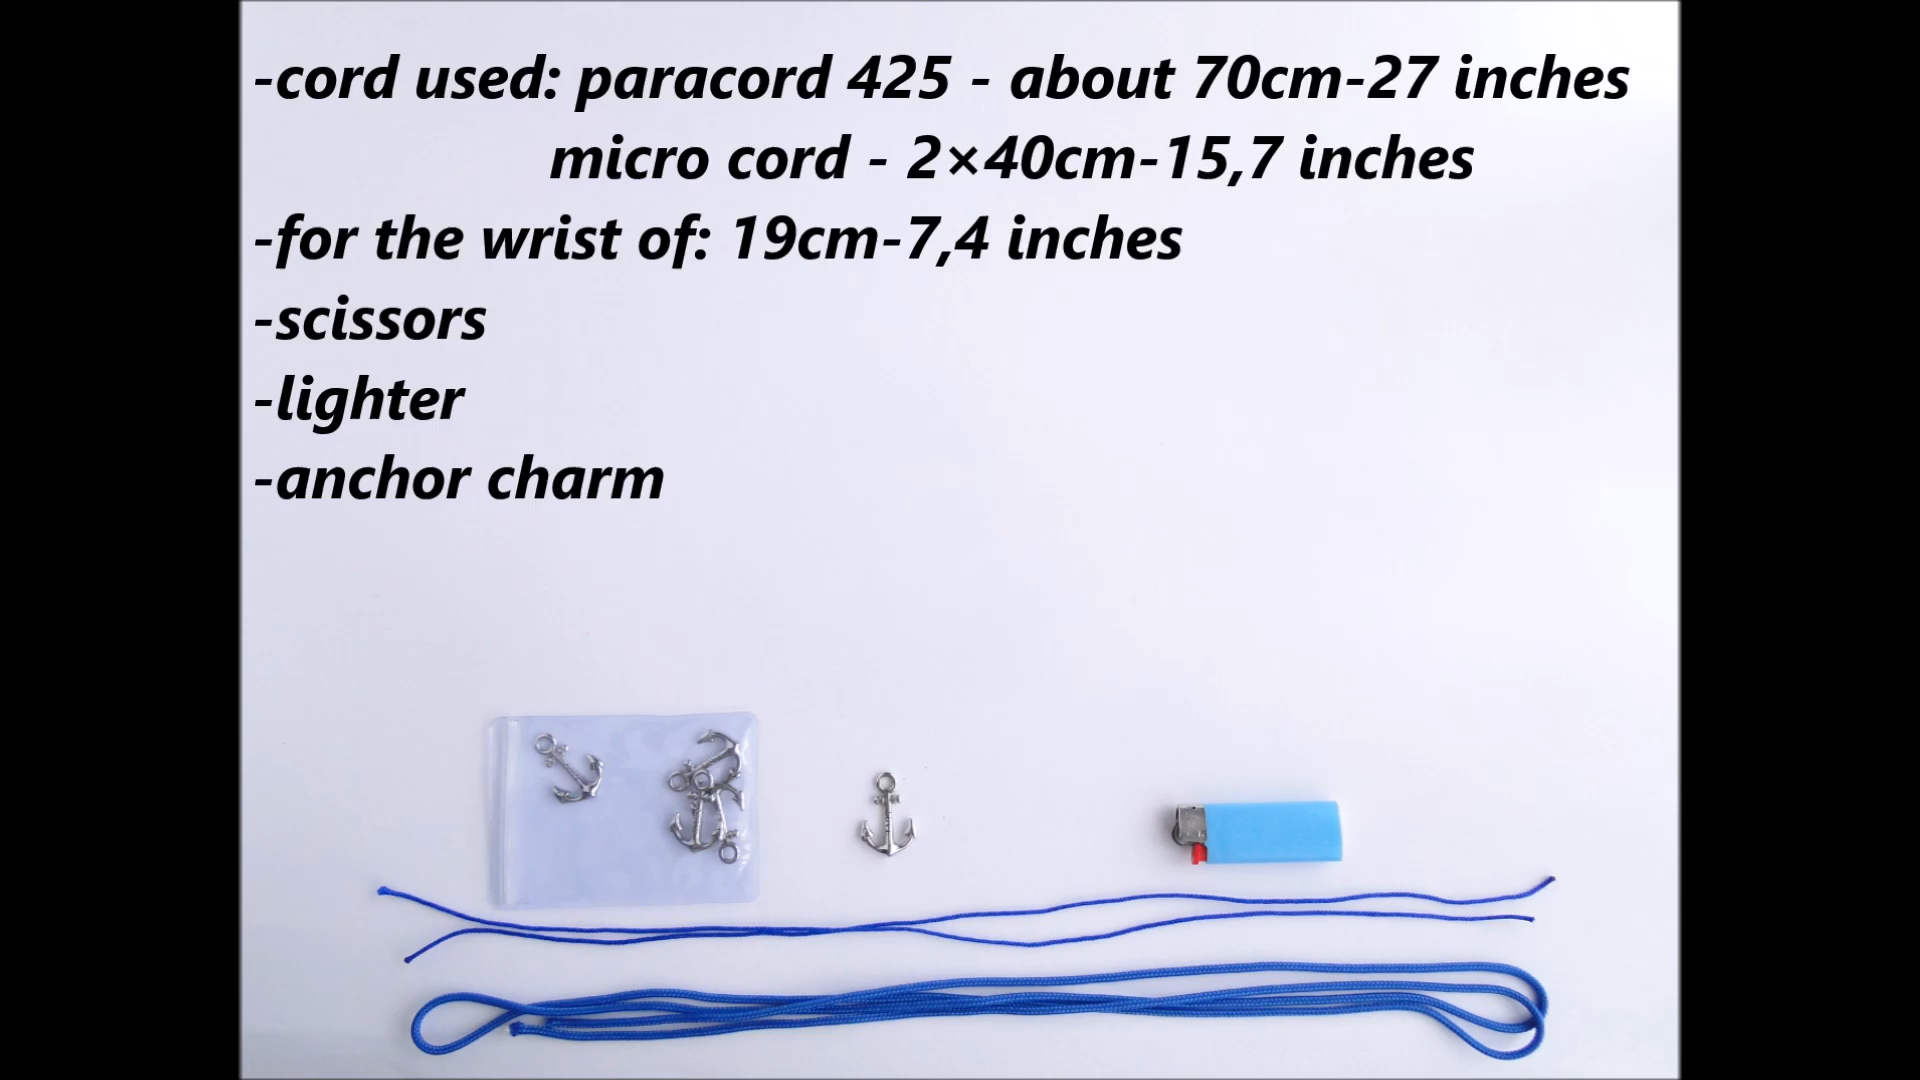 -cord used: paracord 425 - about 70cm-27 inches
micro cord - 2×40cm-15,7 inches
-for the wrist of: 19cm-7,4 inches
-scissors
-lighter
-anchor charm